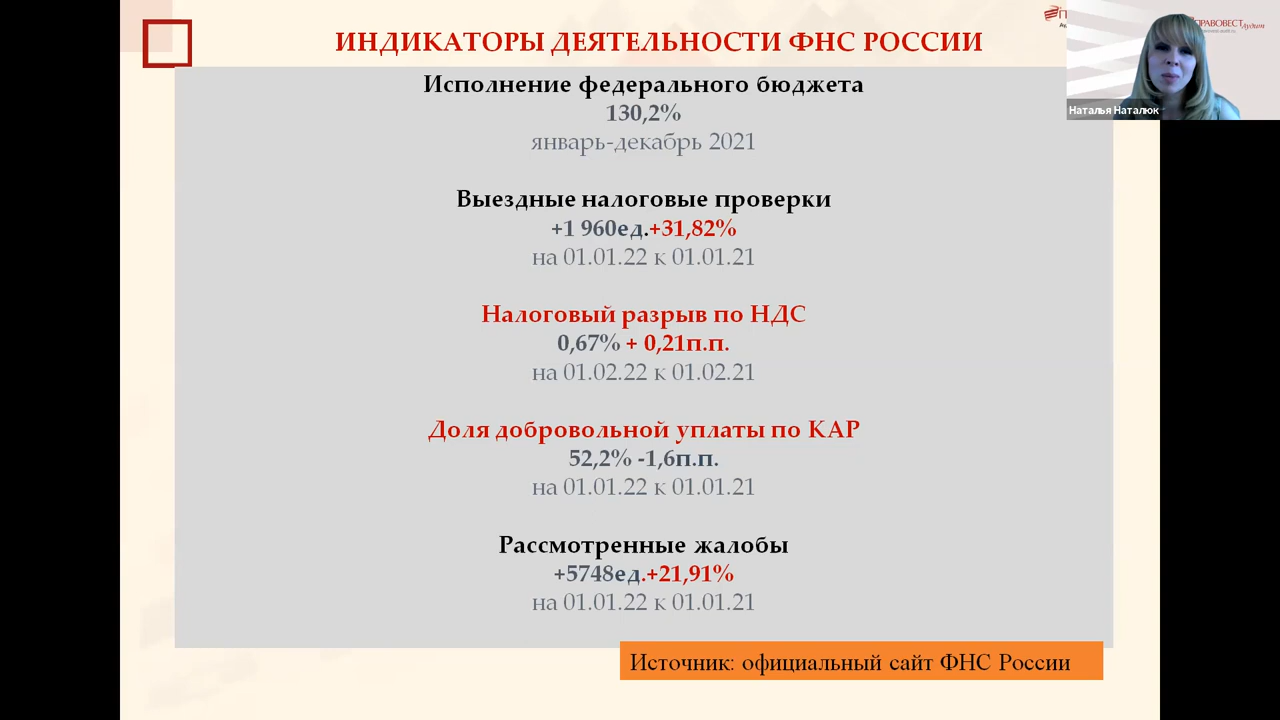 ИНДИКАТОРЫ ДЕЯТЕЛЬНОСТИ ФНС РОССИИ
Исполнение федерального бюджета
130,2%
январь-декабрь 2021
Выездные налоговые проверки
+1 960ед.+31,82%
на 01.01.22 к 01.01.21
Налоговый разрыв по НДС
0,67% + 0,21п.п.
на 01.02.22 к 01.02.21
Доля добровольной уплаты по КАР
52,2% -1,6п.п.
на 01.01.22 к 01.01.21
Рассмотренные жалобы
+5748ед.+21,91%
на 01.01.22 к 01.01.21
Источник: официальный сайт ФНС России
ПРАВОВЕСТ Аудит
Наталья Наталюк